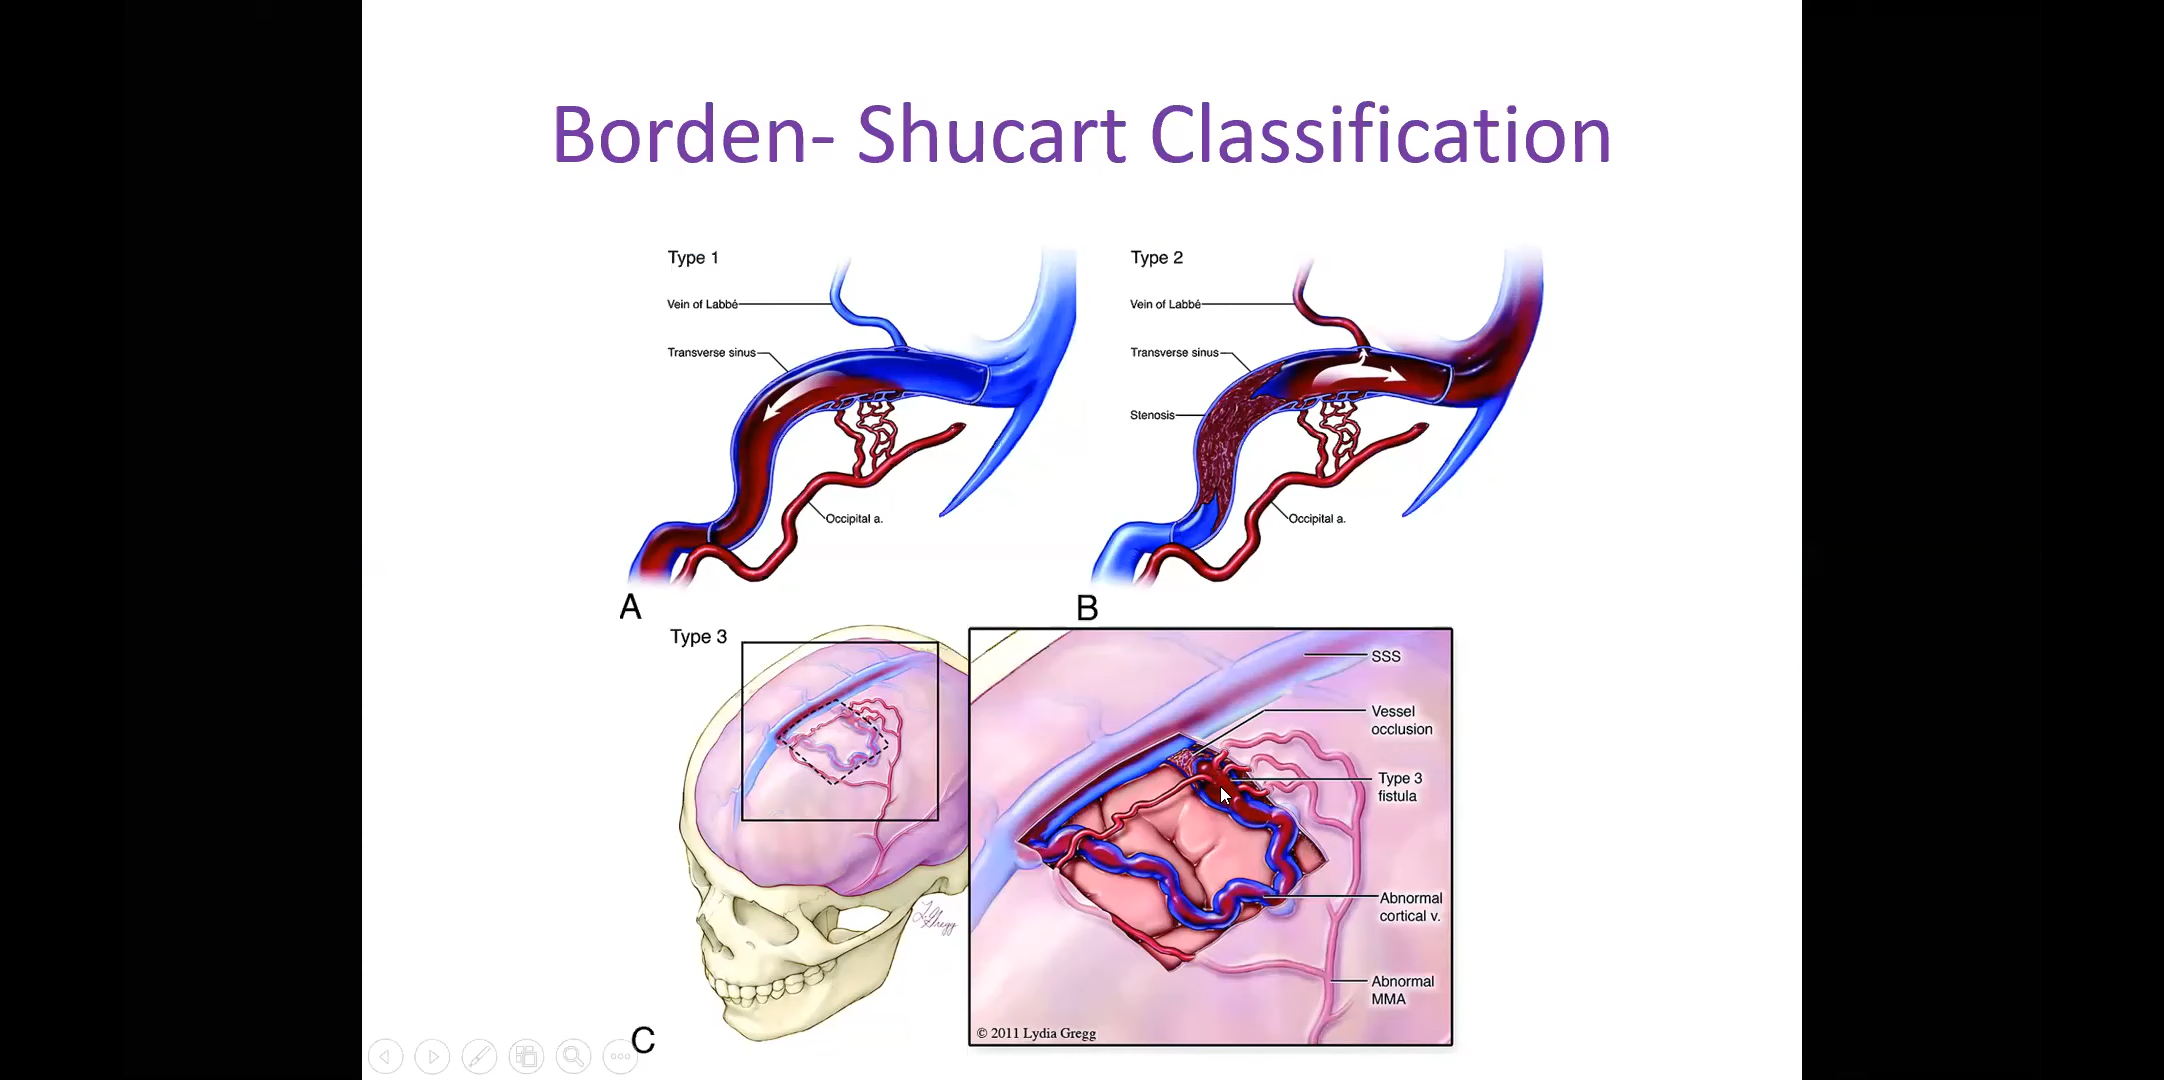 Borden- Shucart Classification
Type 1
Vein of Labbé
Transverse sinus
Occipital a.
A
Type 2
Vein of Labbé
Transverse sinus
Stenosis
Occipital a.
B
Type 3
SSS
Vessel
occlusion
Type 3
fistula
Abnormal
cortical v.
Abnormal
MMA
L. Gregg
© 2011 Lydia Gregg
C